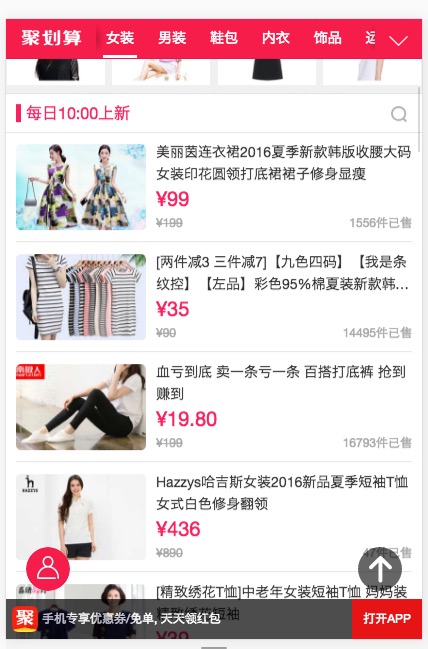 聚划算 女装 男装 鞋包 内衣 饰品
每日10:00上新
美丽茵连衣裙2016夏季新款韩版收腰大码
女装印花圆领打底裙裙子修身显瘦
¥99
¥199 1556件已售
[两件减3 三件减7]【九色四码】【我是条
纹控】【左品】彩色95%棉夏装新款韩...
¥35
¥90 14495件已售
南极人
血亏到底 卖一条亏一条 百搭打底裤 抢到
赚到
¥19.80
¥199 16793件已售
HAZZYS
Hazzys哈吉斯女装2016新品夏季短袖T恤
女式白色修身翻领
¥436
¥890 47件已售
[精致绣花T恤]中老年女装短袖T恤 妈妈装
精致绣花短袖
聚 手机专享优惠券/免单, 天天领红包 打开APP